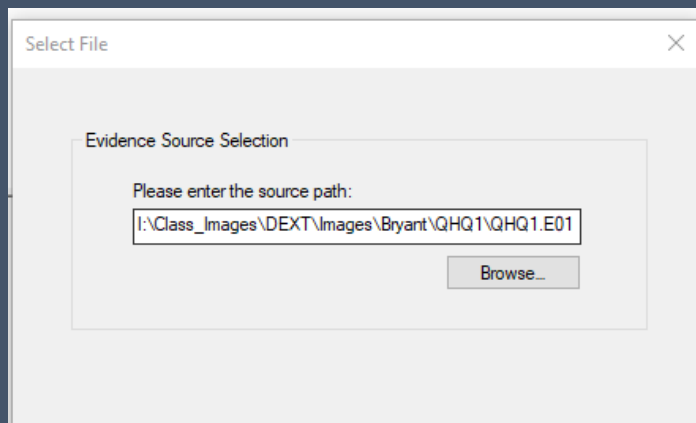 Select File
Evidence Source Selection
Please enter the source path:
I:\Class_Images\DEXT\Images\Bryant\QHQ1\QHQ1.E01
Browse...